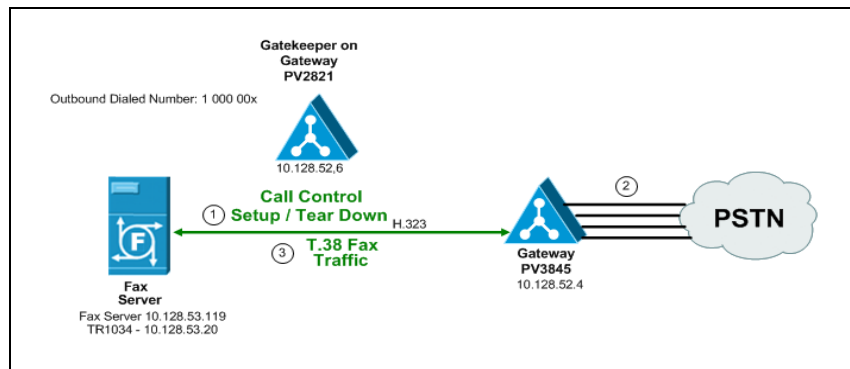 Gatekeeper on
Gateway
PV2821
Outbound Dialed Number: 1 000 00x
10.128.52,6
1
Call Control
Setup / Tear Down
H.323
2
PSTN
F
3
T.38 Fax
Traffic
Gateway
PV3845
10.128.52.4
Fax
Server
Fax Server 10.128.53.119
TR1034 - 10.128.53.20